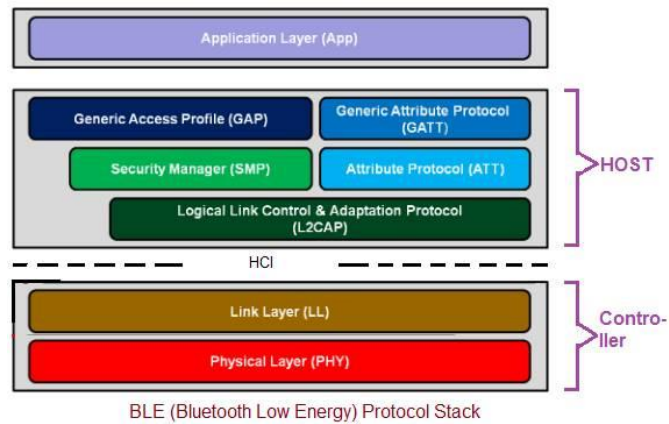 Application Layer (App)
Generic Access Profile (GAP)
Generic Attribute Protocol
(GATT)
Security Manager (SMP)
Attribute Protocol (ATT)
Logical Link Control & Adaptation Protocol
(L2CAP)
HOST
HCI
Link Layer (LL)
Physical Layer (PHY)
Contro-
ller
BLE (Bluetooth Low Energy) Protocol Stack